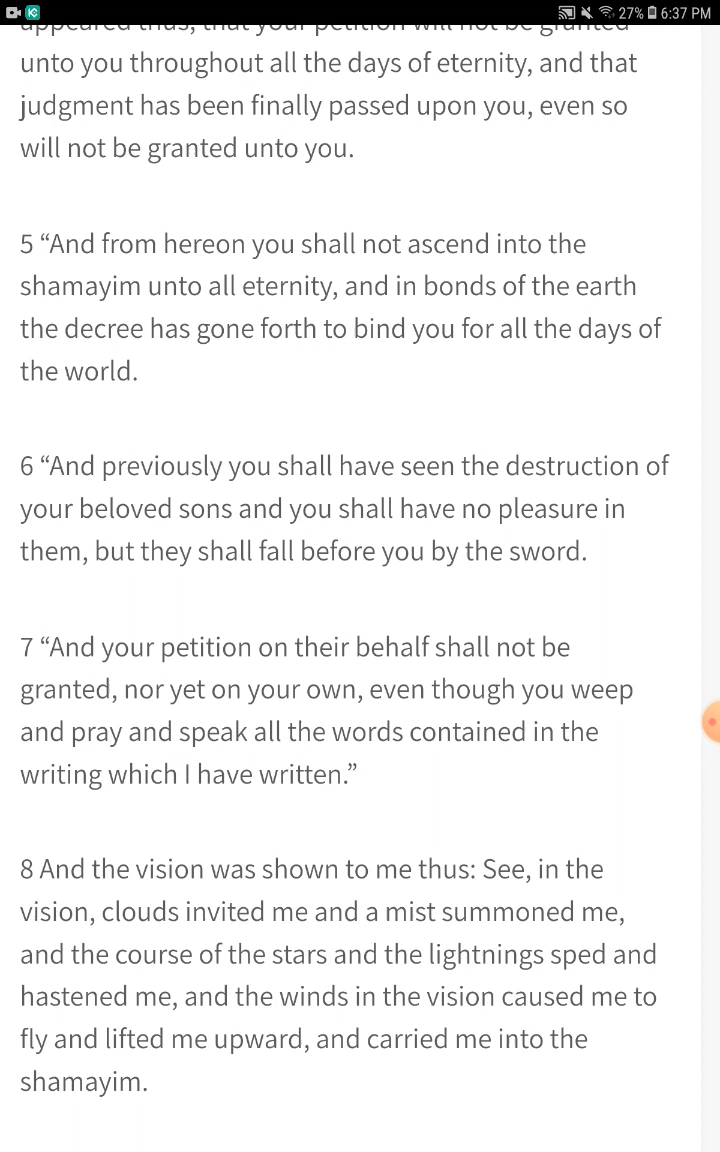 27% 6:37 PM
appeared thus, that your petition will not be granted
unto you throughout all the days of eternity, and that
judgment has been finally passed upon you, even so
will not be granted unto you.
5 “And from hereon you shall not ascend into the
shamayim unto all eternity, and in bonds of the earth
the decree has gone forth to bind you for all the days of
the world.
6 “And previously you shall have seen the destruction of
your beloved sons and you shall have no pleasure in
them, but they shall fall before you by the sword.
7 “And your petition on their behalf shall not be
granted, nor yet on your own, even though you weep
and pray and speak all the words contained in the
writing which I have written.”
8 And the vision was shown to me thus: See, in the
vision, clouds invited me and a mist summoned me,
and the course of the stars and the lightnings sped and
hastened me, and the winds in the vision caused me to
fly and lifted me upward, and carried me into the
shamayim.